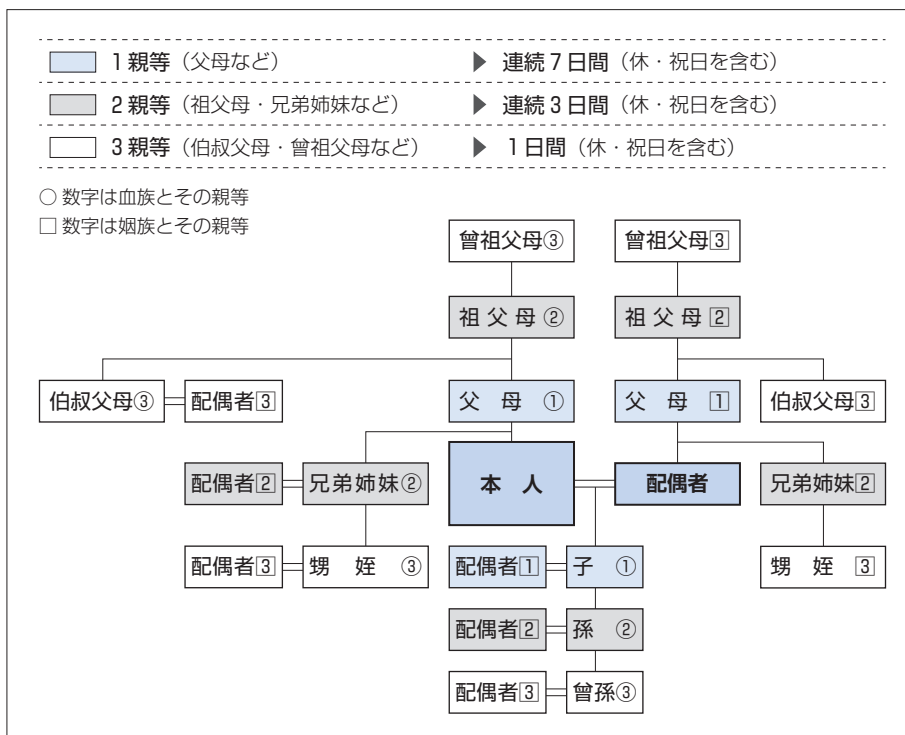 1親等（父母など） ▶ 連続7日間（休・祝日を含む）
2親等（祖父母・兄弟姉妹など） ▶ 連続3日間（休・祝日を含む）
3親等（伯叔父母・曾祖父母など） ▶ 1日間（休・祝日を含む）
○ 数字は血族とその親等
□ 数字は姻族とその親等
曾祖父母③ 曾祖父母3
祖父母② 祖父母2
伯叔父母③ 配偶者3 父母① 父母1 伯叔父母3
配偶者2 兄弟姉妹② 本人 配偶者 兄弟姉妹2
配偶者3 甥姪③ 配偶者1 子① 甥姪3
配偶者2 孫②
配偶者3 曾孫③